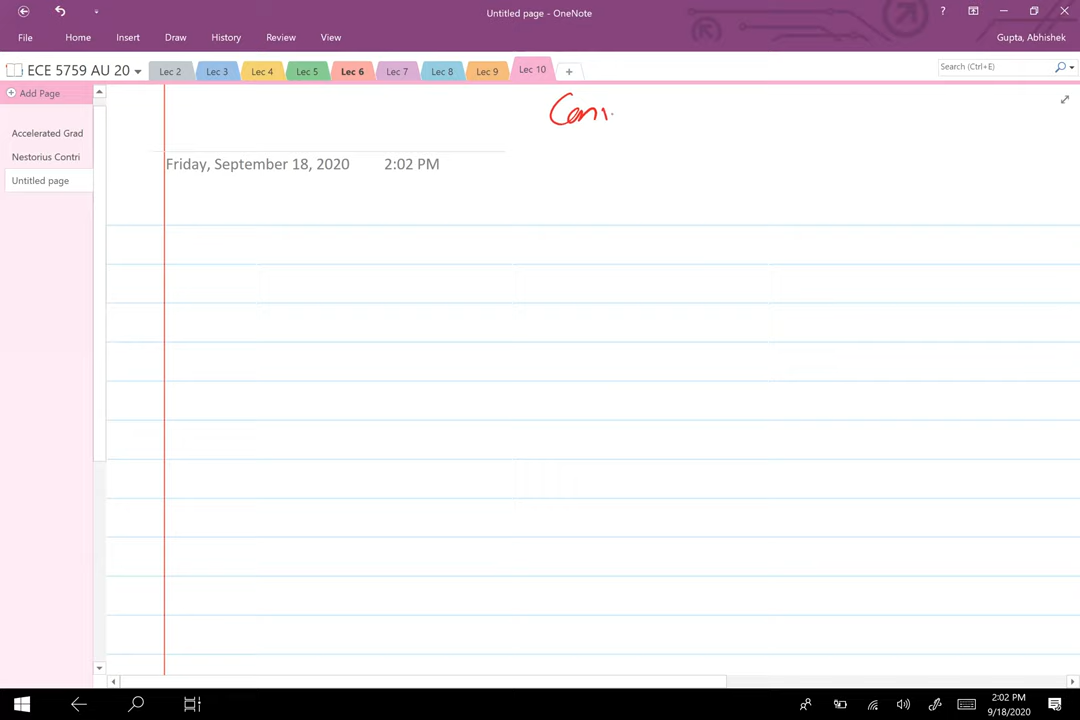 Untitled page - OneNote
File Home Insert Draw History Review View
Gupta, Abhishek
ECE 5759 AU 20
Lec 2 Lec 3 Lec 4 Lec 5 Lec 6 Lec 7 Lec 8 Lec 9 Lec 10
Search (Ctrl+E)
Add Page
Accelerated Grad
Nestorius Contri
Untitled page
Friday, September 18, 2020 2:02 PM
2:02 PM
9/18/2020